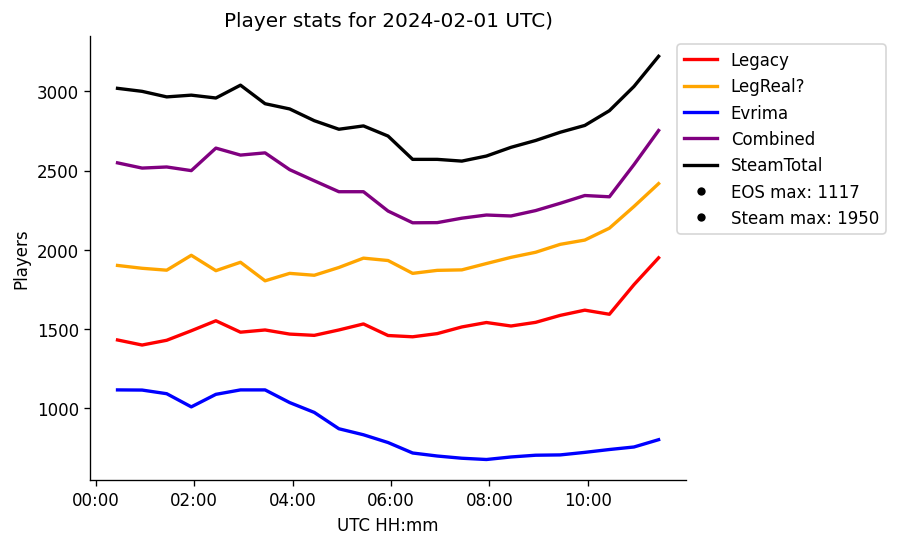 Player stats for 2024-02-01 UTC)
Legacy
LegReal?
Evrima
Combined
SteamTotal
EOS max: 1117
Steam max: 1950
Players
3000
2500
2000
1500
1000
00:00 02:00 04:00 06:00 08:00 10:00
UTC HH:mm